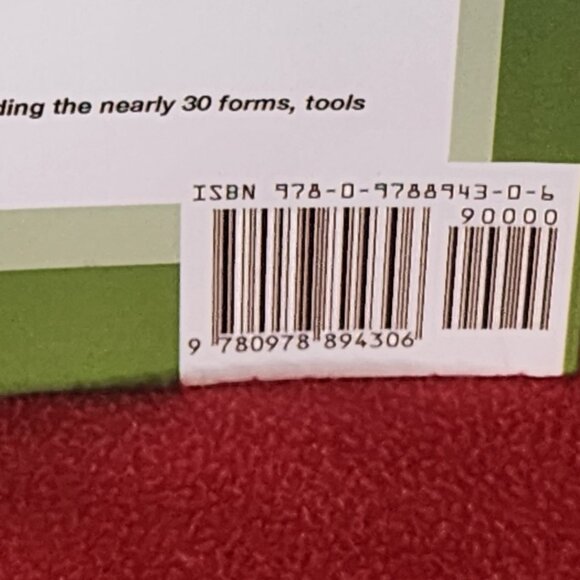 ding the nearly 30 forms, tools
ISBN 978-0-9788943-0-6
90000
9 780978 894306